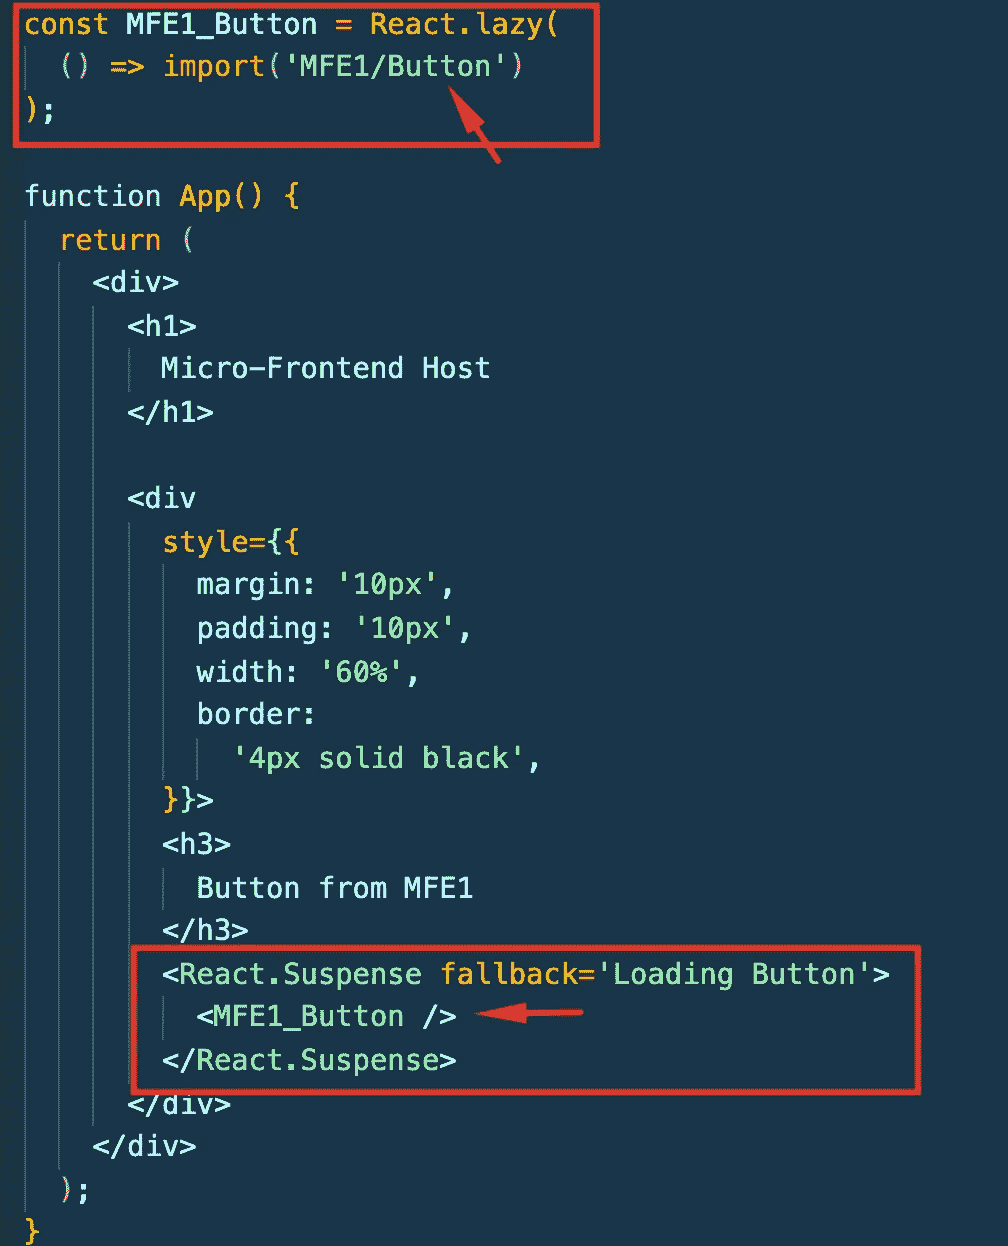 const MFE1_Button = React.lazy(
  () => import('MFE1/Button')
);
function App() {
  return (
    <div>
      <h1>
        Micro-Frontend Host
      </h1>
      <div
        style={{
          margin: '10px',
          padding: '10px',
          width: '60%',
          border:
            '4px solid black',
        }}>
        <h3>
          Button from MFE1
        </h3>
        <React.Suspense fallback='Loading Button'>
          <MFE1_Button />
        </React.Suspense>
      </div>
    </div>
  );
}